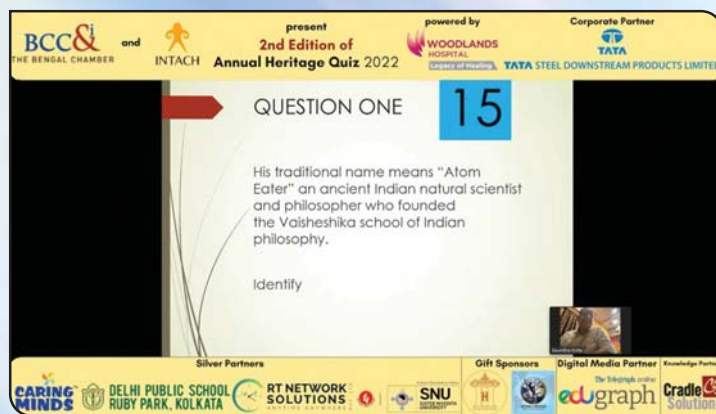 BCC&i
THE BENGAL CHAMBER
and
INTACH
present
2nd Edition of
Annual Heritage Quiz 2022
powered by
WOODLANDS
HOSPITAL
Legacy of Healing
Corporate Partner
TATA
TATA STEEL DOWNSTREAM PRODUCTS LIMITED
QUESTION ONE
15
His traditional name means “Atom
Eater” an ancient Indian natural scientist
and philosopher who founded
the Vaisheshika school of Indian
philosophy.
Identify
Silver Partners
CARING
MINDS
DELHI PUBLIC SCHOOL
RUBY PARK, KOLKATA
RT NETWORK
SOLUTIONS
SNU
Gift Sponsors
H
Digital Media Partner
The Telegraph online
edugraph
Knowledge Partner
Cradle
Solutions